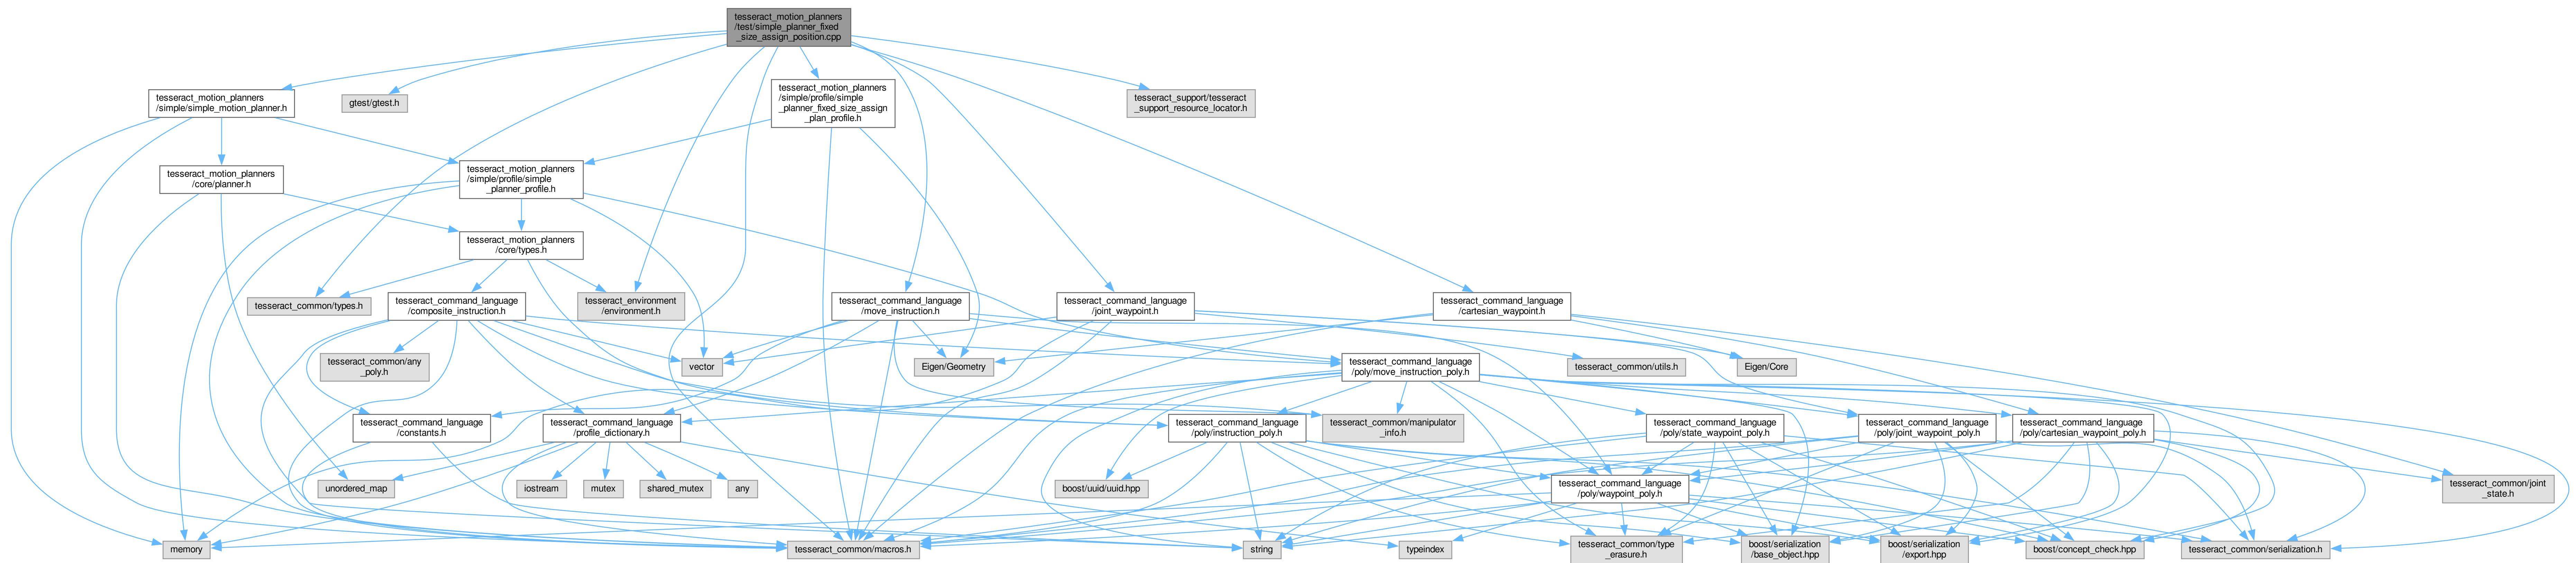 tesseract_motion_planners
/test/simple_planner_fixed
_size_assign_position.cpp
tesseract_motion_planners
/simple/simple_motion_planner.h
gtest/gtest.h
tesseract_motion_planners
/simple/profile/simple
_planner_fixed_size_assign
_plan_profile.h
tesseract_support/tesseract
_support_resource_locator.h
tesseract_motion_planners
/core/planner.h
tesseract_motion_planners
/simple/profile/simple
_planner_profile.h
tesseract_motion_planners
/core/types.h
tesseract_common/types.h
tesseract_command_language
/composite_instruction.h
tesseract_environment
/environment.h
tesseract_command_language
/move_instruction.h
tesseract_command_language
/joint_waypoint.h
tesseract_command_language
/cartesian_waypoint.h
tesseract_common/any
_poly.h
vector
Eigen/Geometry
tesseract_command_language
/poly/move_instruction_poly.h
tesseract_common/utils.h
Eigen/Core
tesseract_command_language
/constants.h
tesseract_command_language
/profile_dictionary.h
tesseract_command_language
/poly/instruction_poly.h
tesseract_common/manipulator
_info.h
tesseract_command_language
/poly/state_waypoint_poly.h
tesseract_command_language
/poly/joint_waypoint_poly.h
tesseract_command_language
/poly/cartesian_waypoint_poly.h
unordered_map
iostream
mutex
shared_mutex
any
boost/uuid/uuid.hpp
tesseract_command_language
/poly/waypoint_poly.h
tesseract_common/joint
_state.h
memory
tesseract_common/macros.h
string
typeindex
tesseract_common/type
_erasure.h
boost/serialization
/base_object.hpp
boost/serialization
/export.hpp
boost/concept_check.hpp
tesseract_common/serialization.h